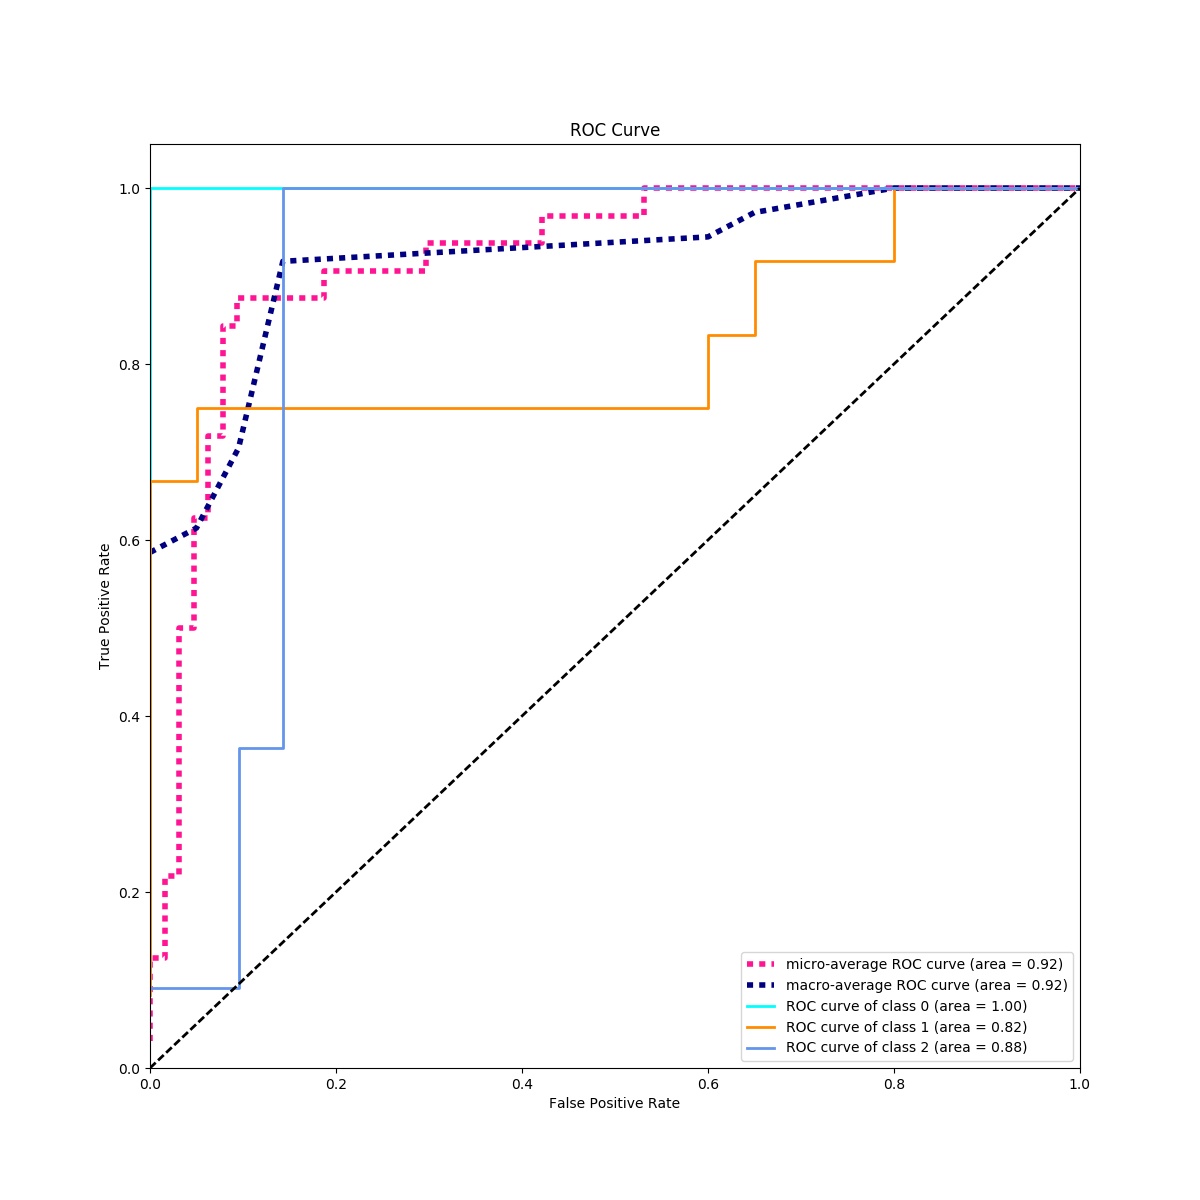 ROC Curve
1.0
0.8
0.6
0.4
0.2
0.0
True Positive Rate
0.0 0.2 0.4 0.6 0.8 1.0
False Positive Rate
micro-average ROC curve (area = 0.92)
macro-average ROC curve (area = 0.92)
ROC curve of class 0 (area = 1.00)
ROC curve of class 1 (area = 0.82)
ROC curve of class 2 (area = 0.88)